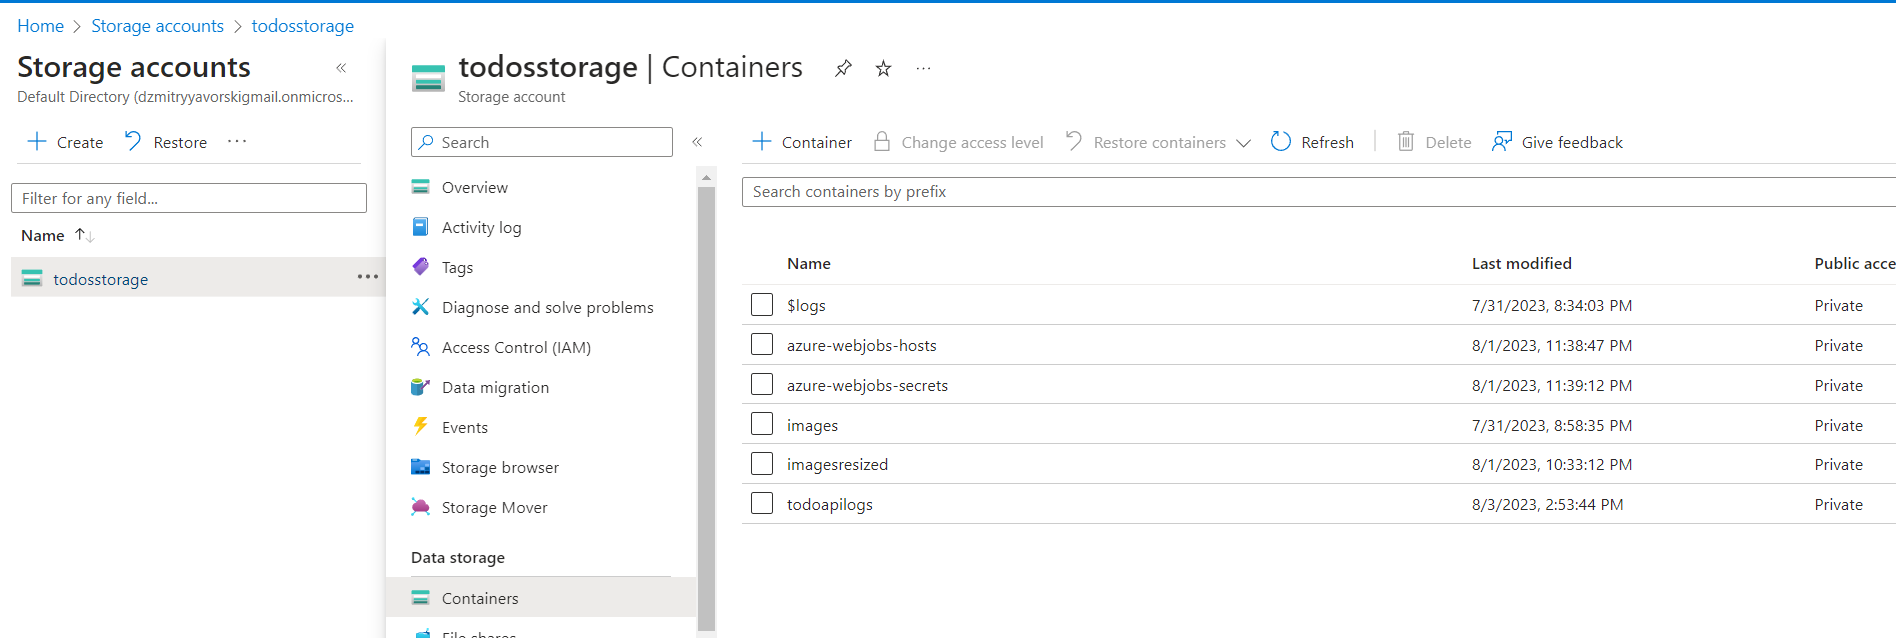 Home > Storage accounts > todosstorage
Storage accounts «
Default Directory (dzmitryyavorskigmail.onmicros...
Create Restore ...
Filter for any field...
Name ↑↓
todosstorage ...
todosstorage | Containers ...
Storage account
Search «
Overview
Activity log
Tags
Diagnose and solve problems
Access Control (IAM)
Data migration
Events
Storage browser
Storage Mover
Data storage
Containers
File shares
+ Container Change access level Restore containers Refresh | Delete Give feedback
Search containers by prefix
Name Last modified Public acce
$logs 7/31/2023, 8:34:03 PM Private
azure-webjobs-hosts 8/1/2023, 11:38:47 PM Private
azure-webjobs-secrets 8/1/2023, 11:39:12 PM Private
images 7/31/2023, 8:58:35 PM Private
imagesresized 8/1/2023, 10:33:12 PM Private
todoapilogs 8/3/2023, 2:53:44 PM Private